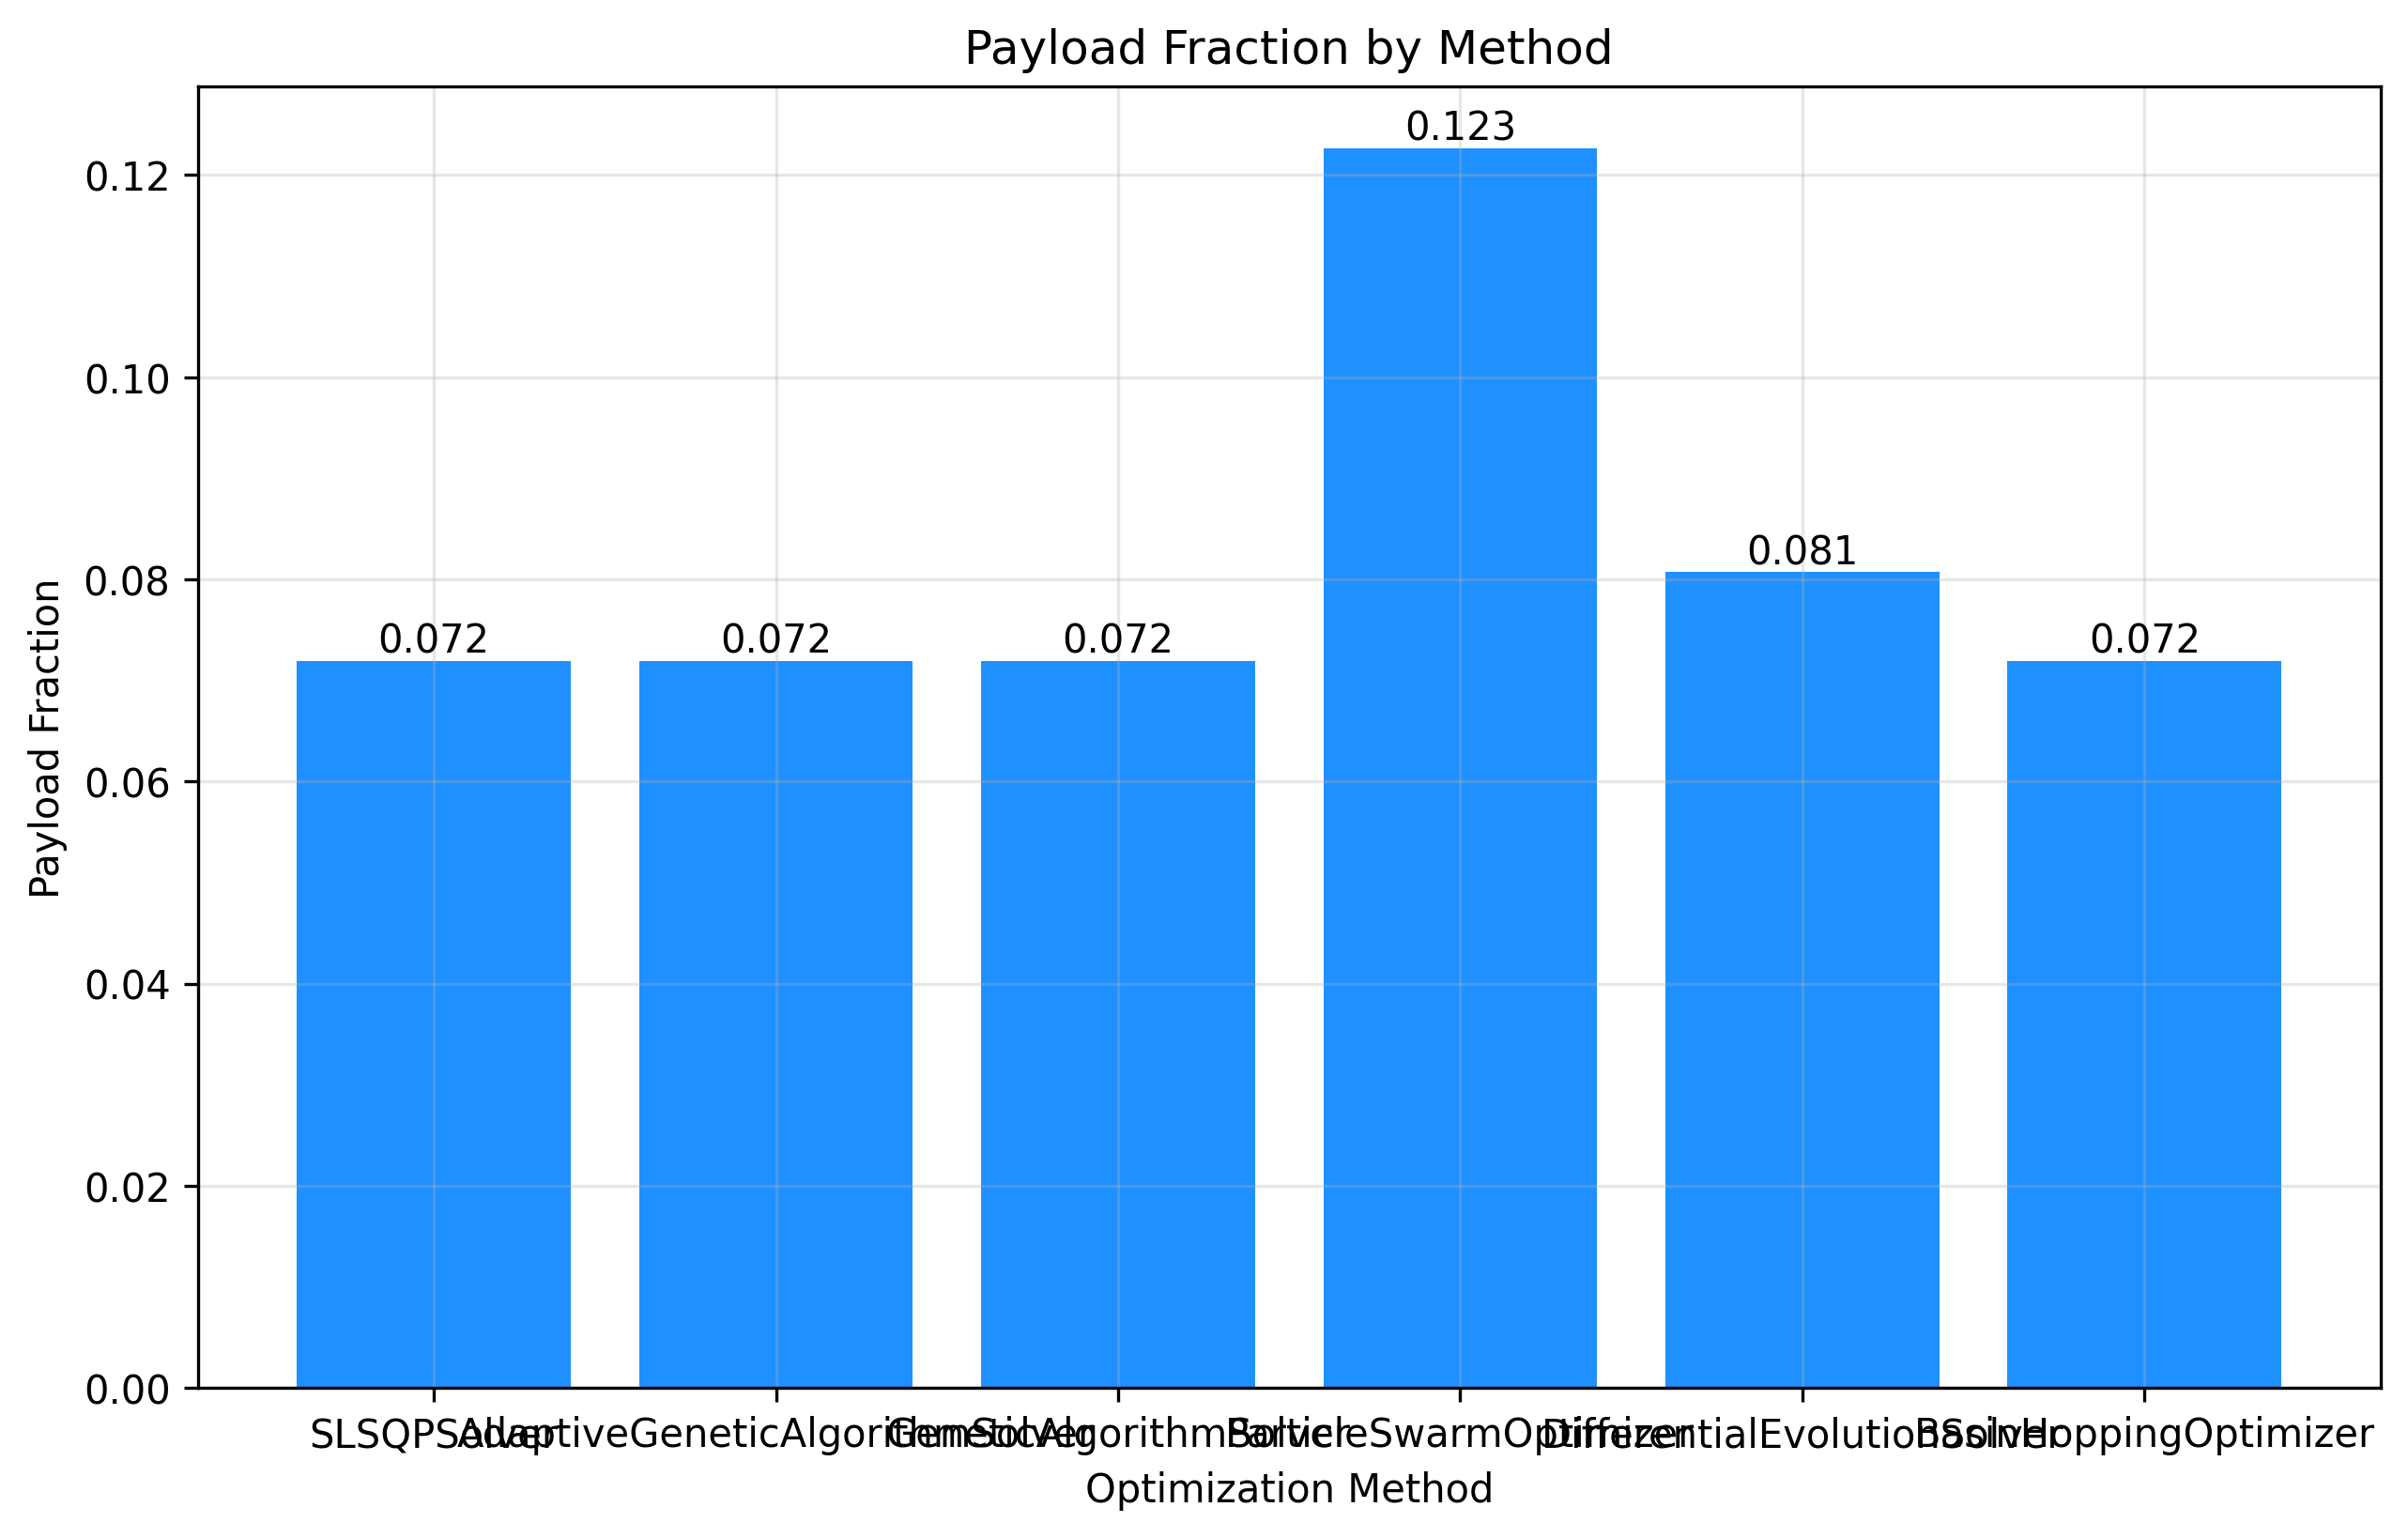 Payload Fraction by Method
0.123
0.12
0.10
0.081
0.08
0.072
0.072
0.072
0.072
0.06
0.04
0.02
0.00
Payload Fraction
SLSQPSolver
AdaptiveGeneticAlgorithmSolver
GeneticAlgorithmSolver
ParticleSwarmOptimizer
DifferentialEvolutionSolver
BasinHoppingOptimizer
Optimization Method